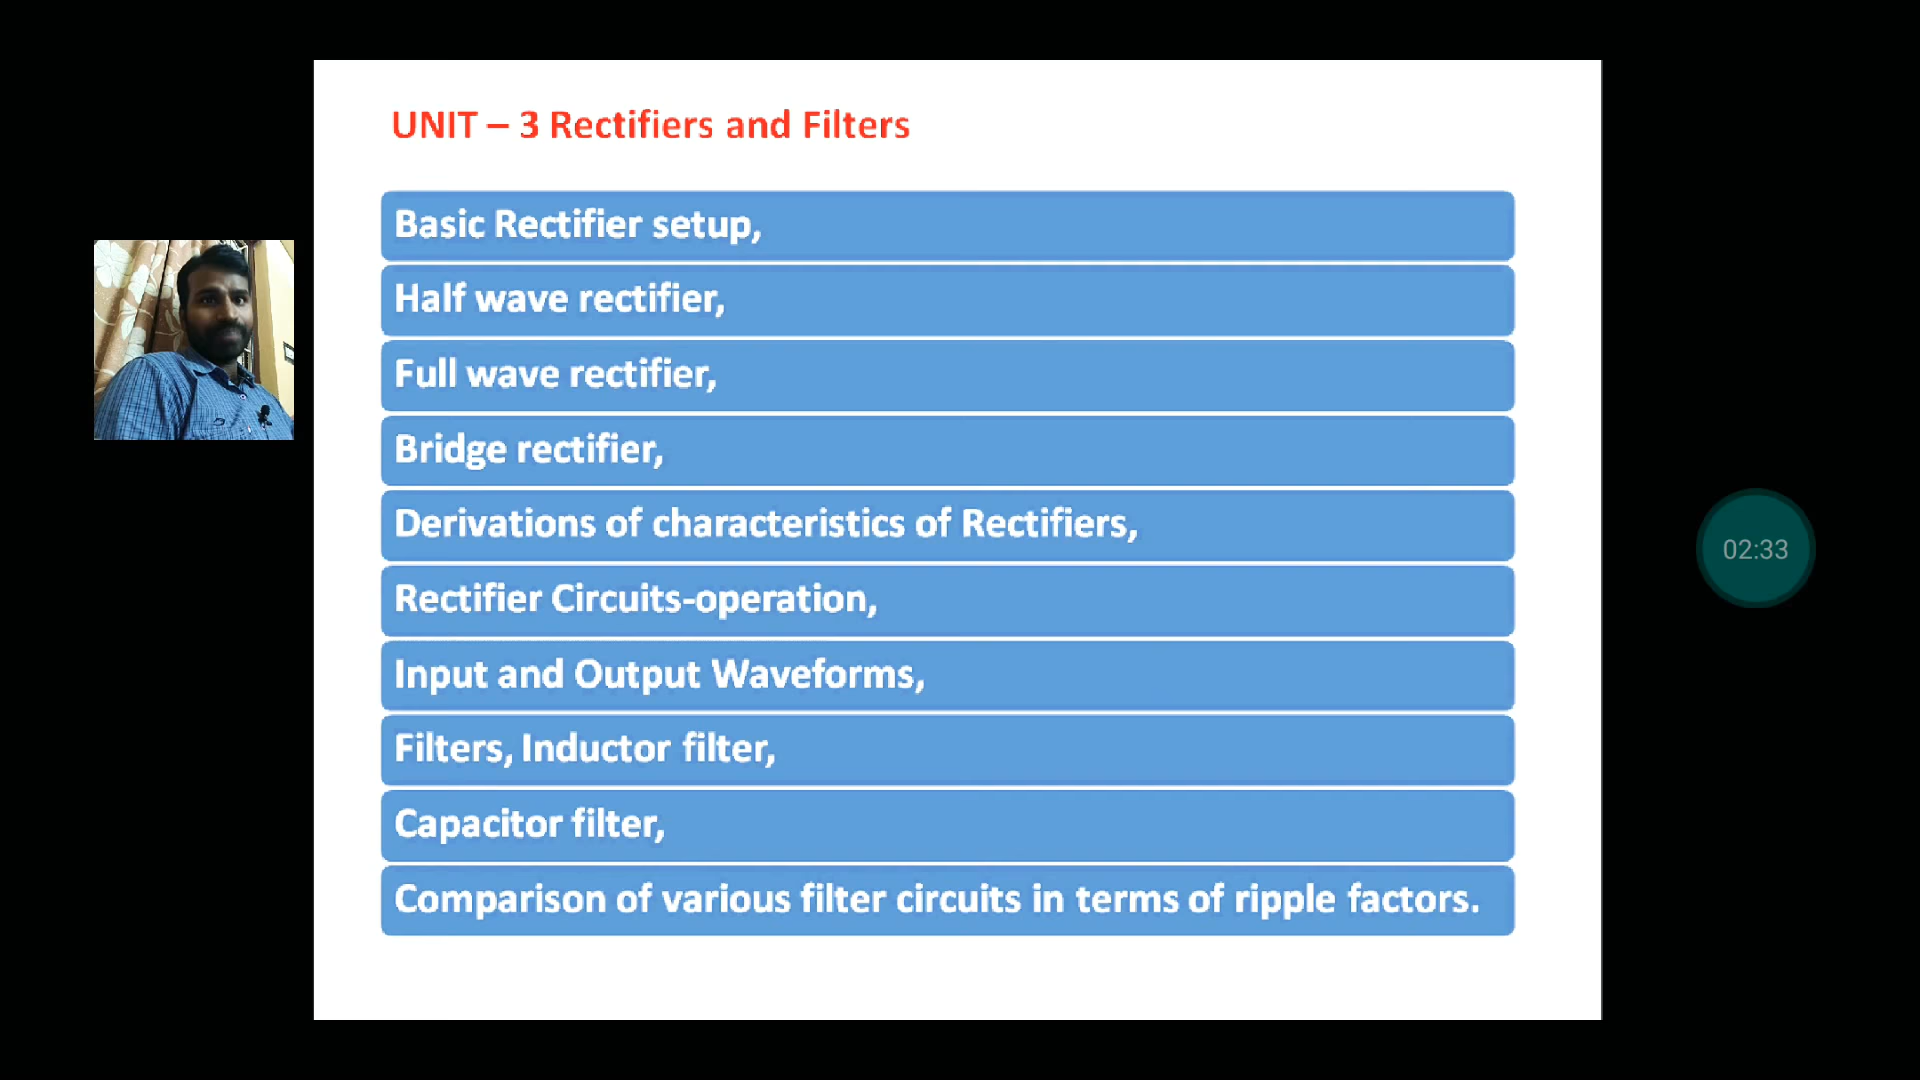 UNIT – 3 Rectifiers and Filters
Basic Rectifier setup,
Half wave rectifier,
Full wave rectifier,
Bridge rectifier,
Derivations of characteristics of Rectifiers,
Rectifier Circuits-operation,
Input and Output Waveforms,
Filters, Inductor filter,
Capacitor filter,
Comparison of various filter circuits in terms of ripple factors.
02:33